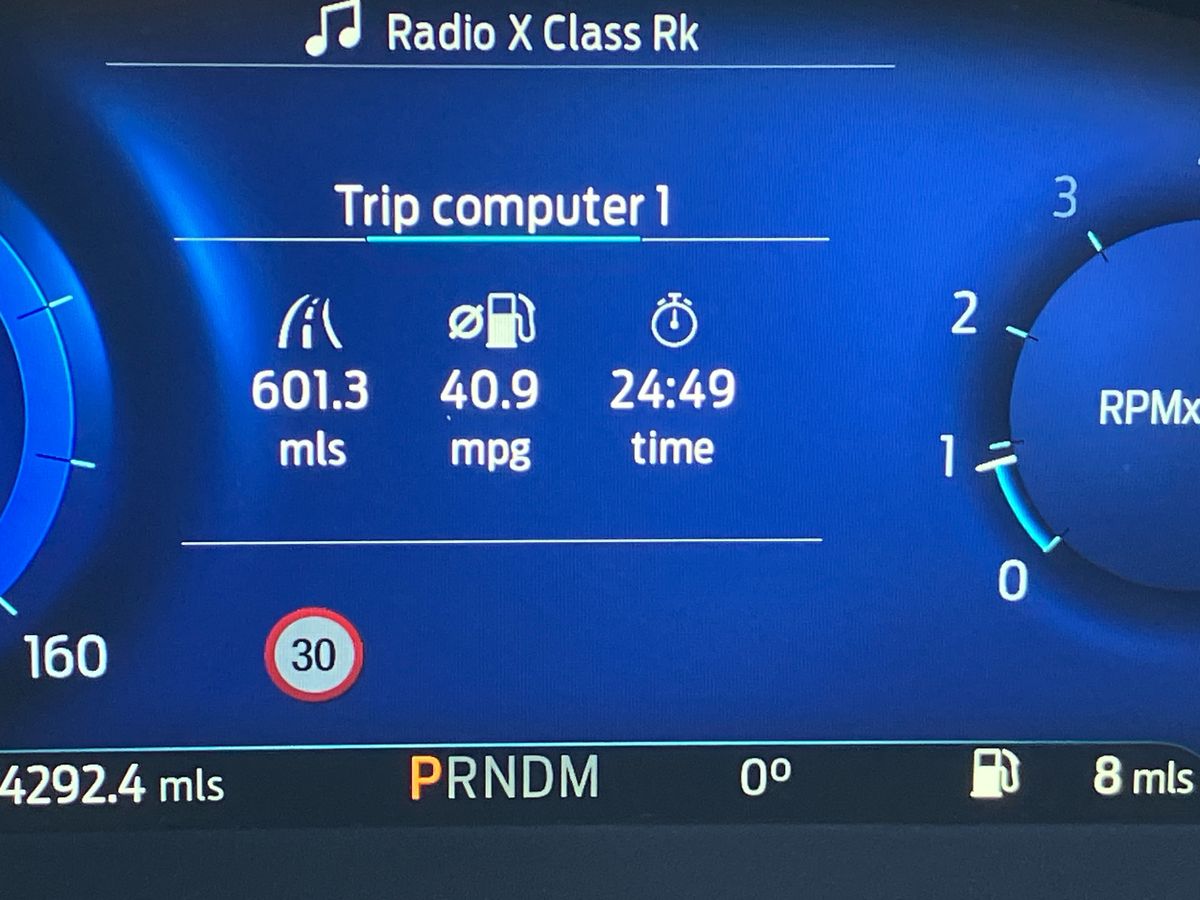 Radio X Class Rk
Trip computer 1
601.3 40.9 24:49
mls mpg time
3
2
RPMx
1
0
160
30
4292.4 mls PRNDM 0º 8 mls